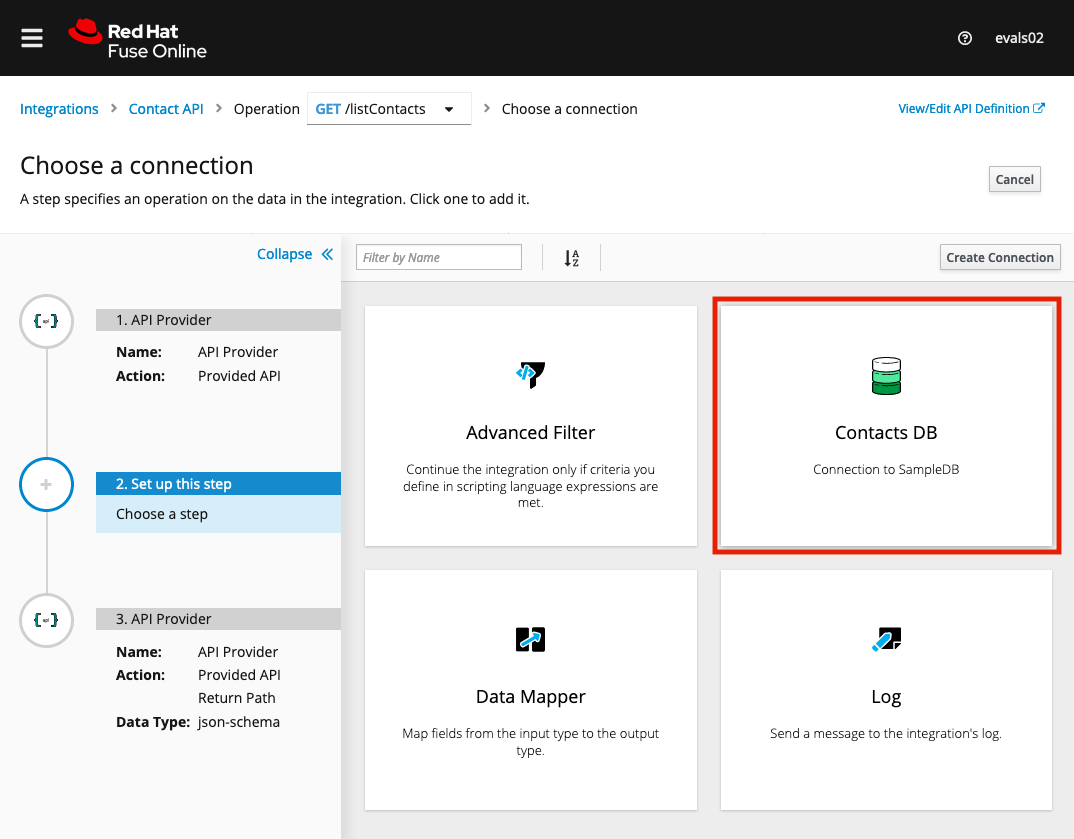 Red Hat
Fuse Online
evals02
Integrations > Contact API > Operation GET /listContacts > Choose a connection
View/Edit API Definition
Choose a connection
Cancel
A step specifies an operation on the data in the integration. Click one to add it.
Collapse
Filter by Name
A
Z
Create Connection
1. API Provider
Name: API Provider
Action: Provided API
2. Set up this step
Choose a step
3. API Provider
Name: API Provider
Action: Provided API
Return Path
Data Type: json-schema
Advanced Filter
Continue the integration only if criteria you
define in scripting language expressions are
met.
Contacts DB
Connection to SampleDB
Data Mapper
Map fields from the input type to the output
type.
Log
Send a message to the integration's log.